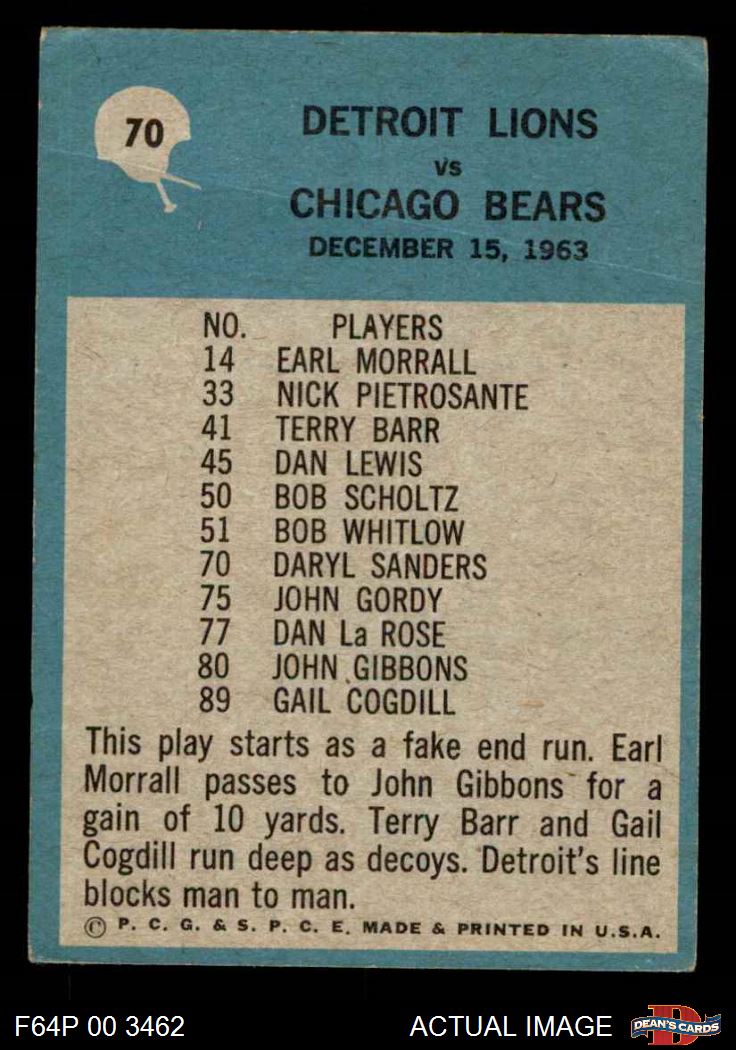 70
DETROIT LIONS
vs
CHICAGO BEARS
DECEMBER 15, 1963
NO. PLAYERS
14 EARL MORRALL
33 NICK PIETROSANTE
41 TERRY BARR
45 DAN LEWIS
50 BOB SCHOLTZ
51 BOB WHITLOW
70 DARYL SANDERS
75 JOHN GORDY
77 DAN La ROSE
80 JOHN GIBBONS
89 GAIL COGDILL
This play starts as a fake end run. Earl
Morrall passes to John Gibbons for a
gain of 10 yards. Terry Barr and Gail
Cogdill run deep as decoys. Detroit's line
blocks man to man.
© P. C. G. & S. P. C. E. MADE & PRINTED IN U.S.A.
F64P 00 3462 ACTUAL IMAGE D DEAN'S CARDS